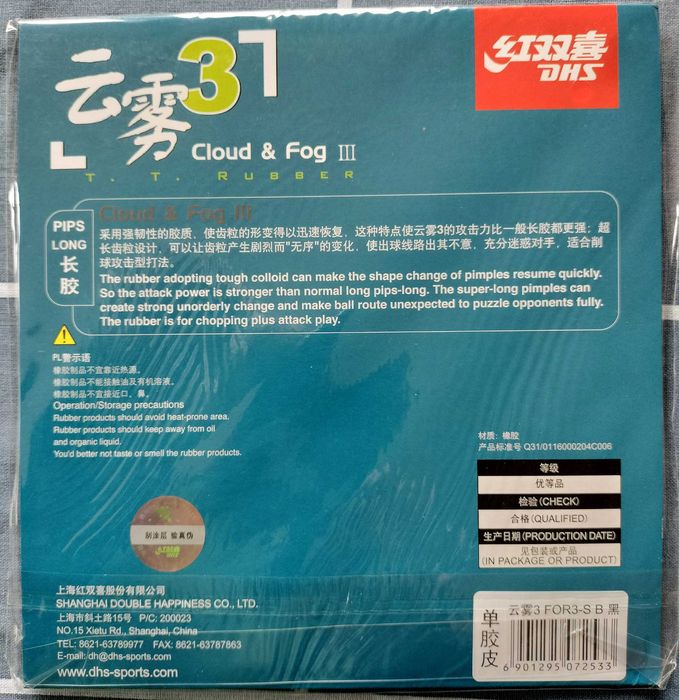 云雾3
红双喜
DHS
Cloud & Fog III
T. T. RUBBER
PIPS
LONG
长
胶
Cloud & Fog III
采用强韧性的胶质，使齿粒的形变得以迅速恢复，这种特点使云雾3的攻击力比一般长胶都更强；超
长齿粒设计，可以让齿粒产生剧烈而"无序"的变化，使出球线路出其不意，充分迷惑对手，适合削
球攻击型打法。
The rubber adopting tough colloid can make the shape change of pimples resume quickly.
So the attack power is stronger than normal long pips-long. The super-long pimples can
create strong unorderly change and make ball route unexpected to puzzle opponents fully.
The rubber is for chopping plus attack play.
PL警示语
橡胶制品不宜靠近热源。
橡胶制品不能接触油及有机溶液。
橡胶制品不宜接近口、鼻。
Operation/Storage precautions
Rubber products should avoid heat-prone area.
Rubber products should keep away from oil
and organic liquid.
You'd better not taste or smell the rubber products.
材质：橡胶
产品标准号 Q31/0116000204C006
等级
优等品
检验(CHECK)
合格(QUALIFIED)
生产日期(PRODUCTION DATE)
见包装或产品
(IN PACKAGE OR PRODUCT)
刮涂层 验真伪
红双喜
DHS
上海红双喜股份有限公司
SHANGHAI DOUBLE HAPPINESS CO., LTD.
上海市斜土路15号 P/C: 200023
NO.15 Xietu Rd., Shanghai, China
TEL: 8621-63789977 FAX: 8621-63787863
E-mail: dh@dhs-sports.com
www.dhs-sports.com
单胶皮
云雾3 FOR3-S B 黑
6 901295 072533